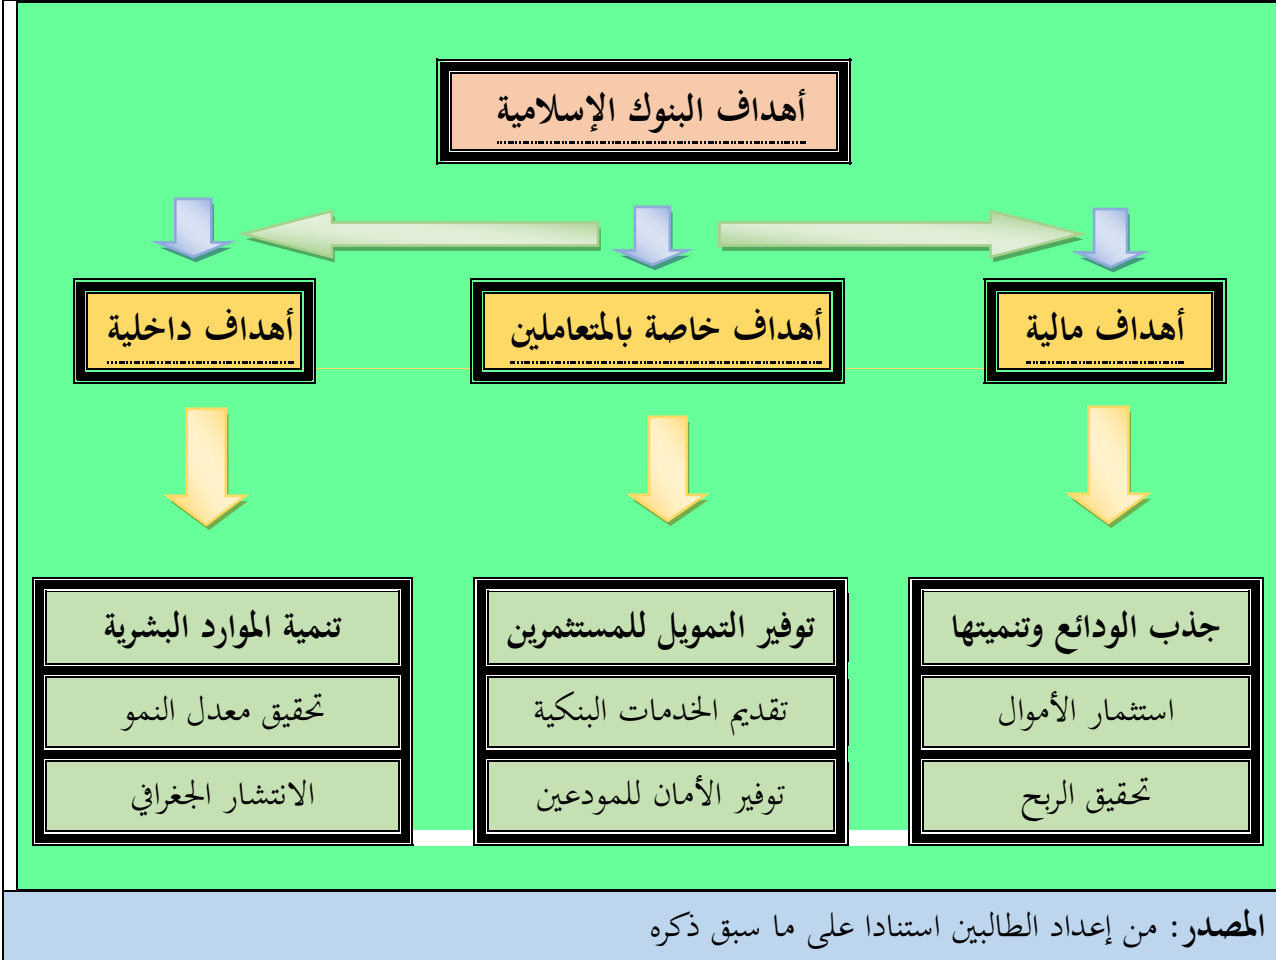 أهداف البنوك الإسلامية
أهداف مالية
أهداف خاصة بالمتعاملين
أهداف داخلية
جذب الودائع وتنميتها
استثمار الأموال
تحقيق الربح
توفير التمويل للمستثمرين
تقديم الخدمات البنكية
توفير الأمان للمودعين
تنمية الموارد البشرية
تحقيق معدل النمو
الانتشار الجغرافي
المصدر: من إعداد الطالبين استنادا على ما سبق ذكره